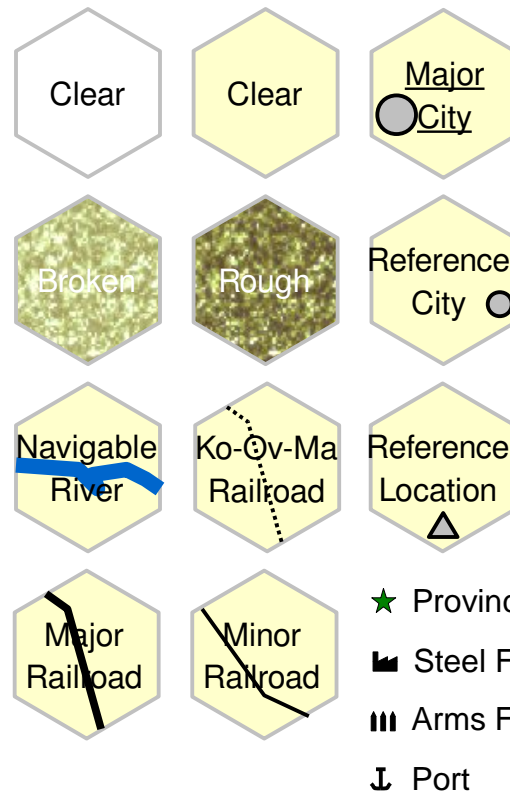 Clear
Clear
Major
City
Broken
Rough
Reference
City
Navigable
River
Ko-Ov-Ma
Railroad
Reference
Location
Major
Railroad
Minor
Railroad
Provinc
Steel F
Arms F
Port